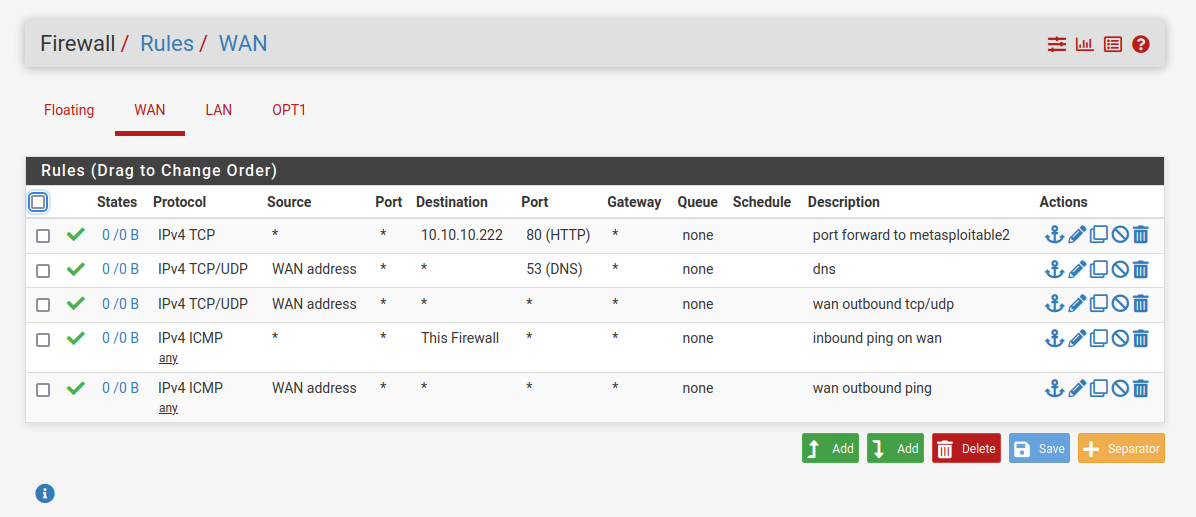 Firewall / Rules / WAN
Floating WAN LAN OPT1
Rules (Drag to Change Order)
States Protocol Source Port Destination Port Gateway Queue Schedule Description Actions
0 /0 B IPv4 TCP * * 10.10.10.222 80 (HTTP) * none port forward to metasploitable2
0 /0 B IPv4 TCP/UDP WAN address * * 53 (DNS) * none dns
0 /0 B IPv4 TCP/UDP WAN address * * * * none wan outbound tcp/udp
0 /0 B IPv4 ICMP * * This Firewall * * none inbound ping on wan
any
0 /0 B IPv4 ICMP WAN address * * * * none wan outbound ping
any
Add Add Delete Save Separator